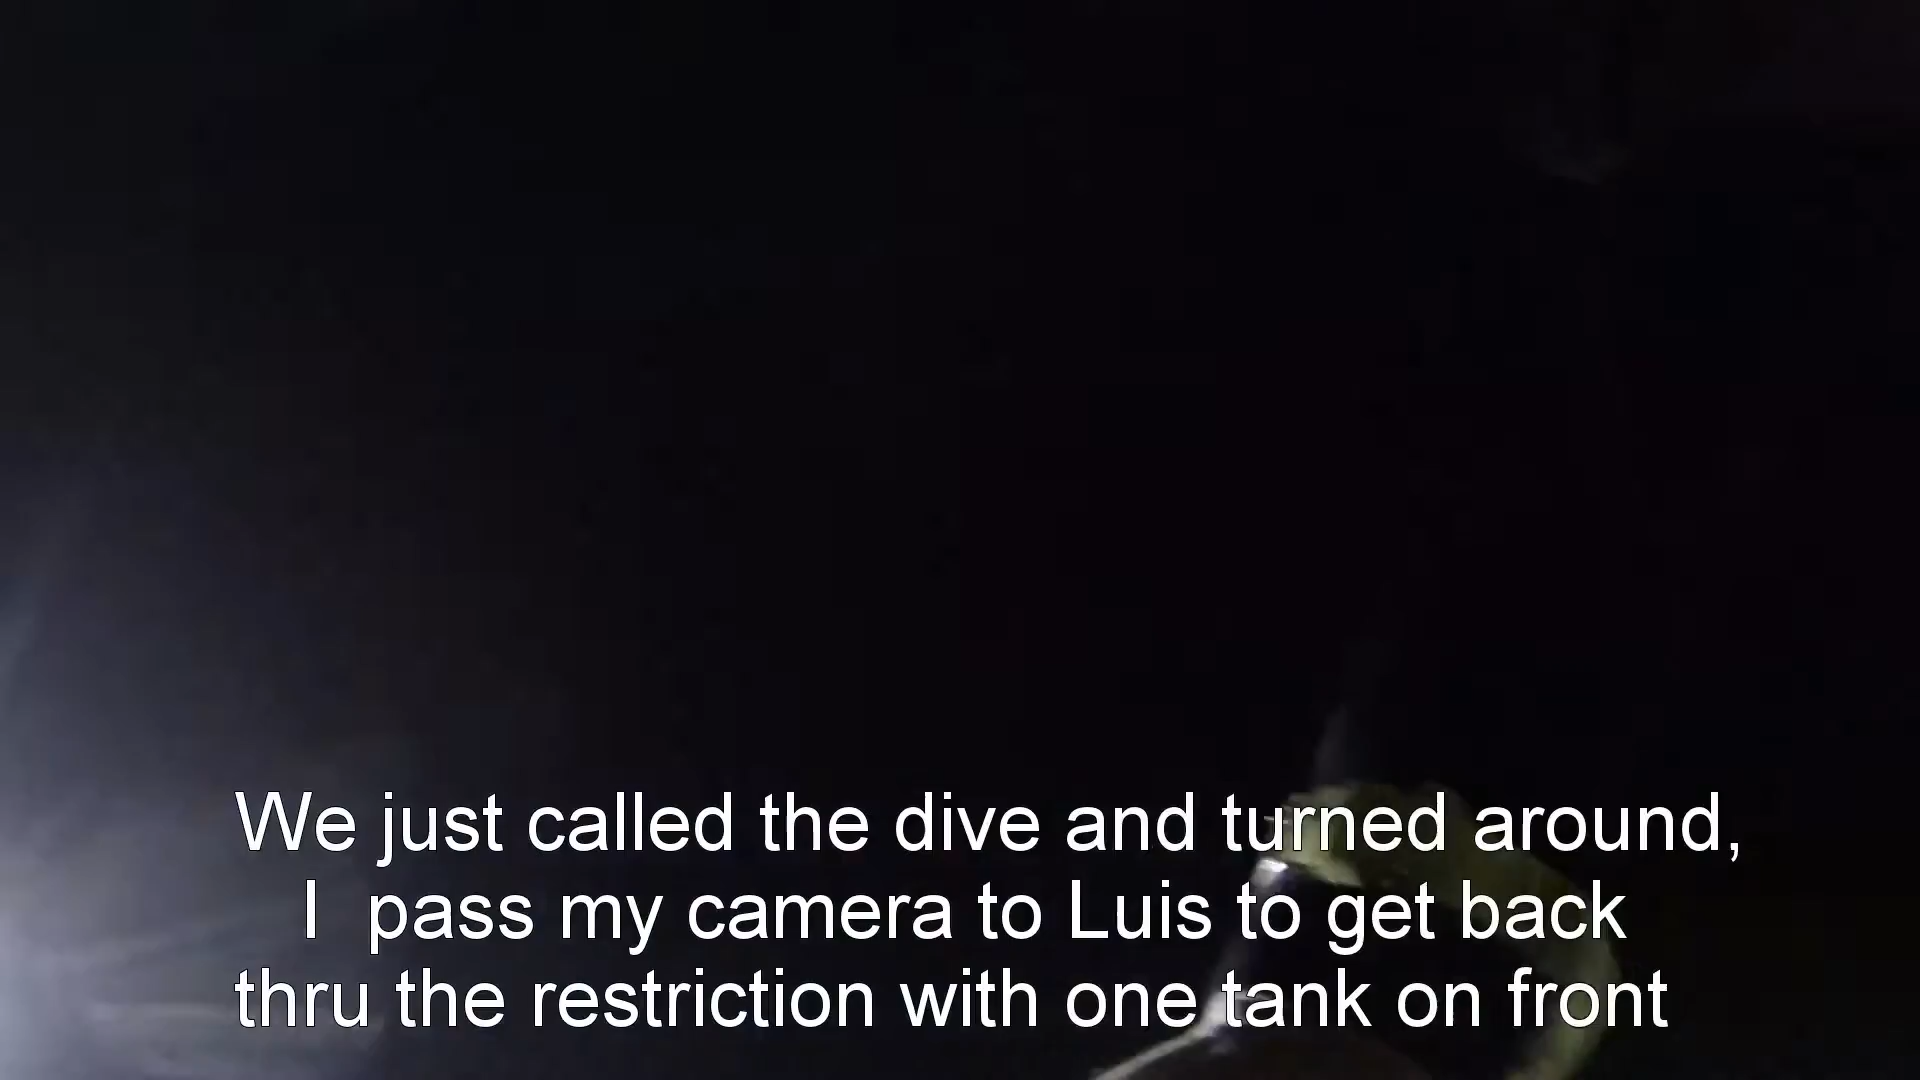 We just called the dive and turned around,
I  pass my camera to Luis to get back
thru the restriction with one tank on front